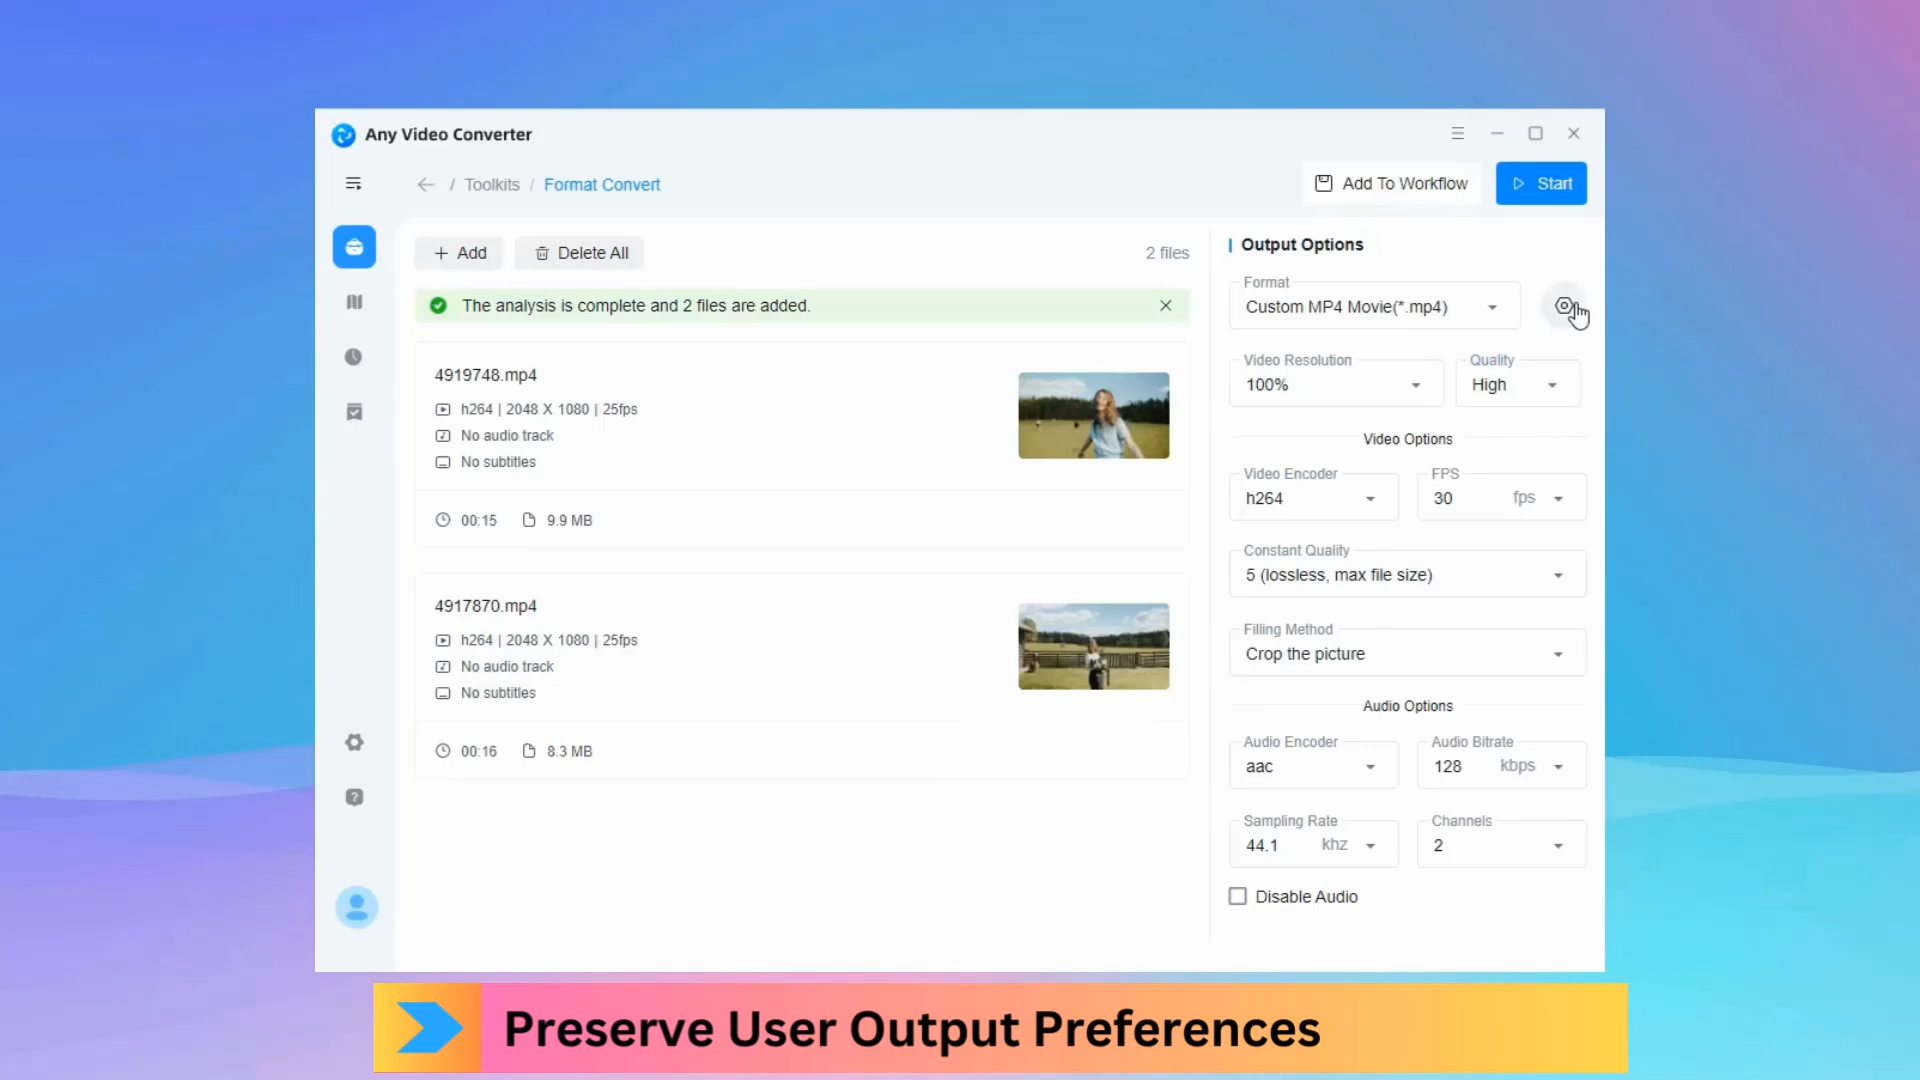 Any Video Converter
/ Toolkits / Format Convert
Add To Workflow
Start
Add
Delete All
2 files
The analysis is complete and 2 files are added.
4919748.mp4
h264 | 2048 X 1080 | 25fps
No audio track
No subtitles
00:15
9.9 MB
4917870.mp4
h264 | 2048 X 1080 | 25fps
No audio track
No subtitles
00:16
8.3 MB
Output Options
Format
Custom MP4 Movie(*.mp4)
Video Resolution
100%
Quality
High
Video Options
Video Encoder
h264
FPS
30 fps
Constant Quality
5 (lossless, max file size)
Filling Method
Crop the picture
Audio Options
Audio Encoder
aac
Audio Bitrate
128 kbps
Sampling Rate
44.1 khz
Channels
2
Disable Audio
Preserve User Output Preferences